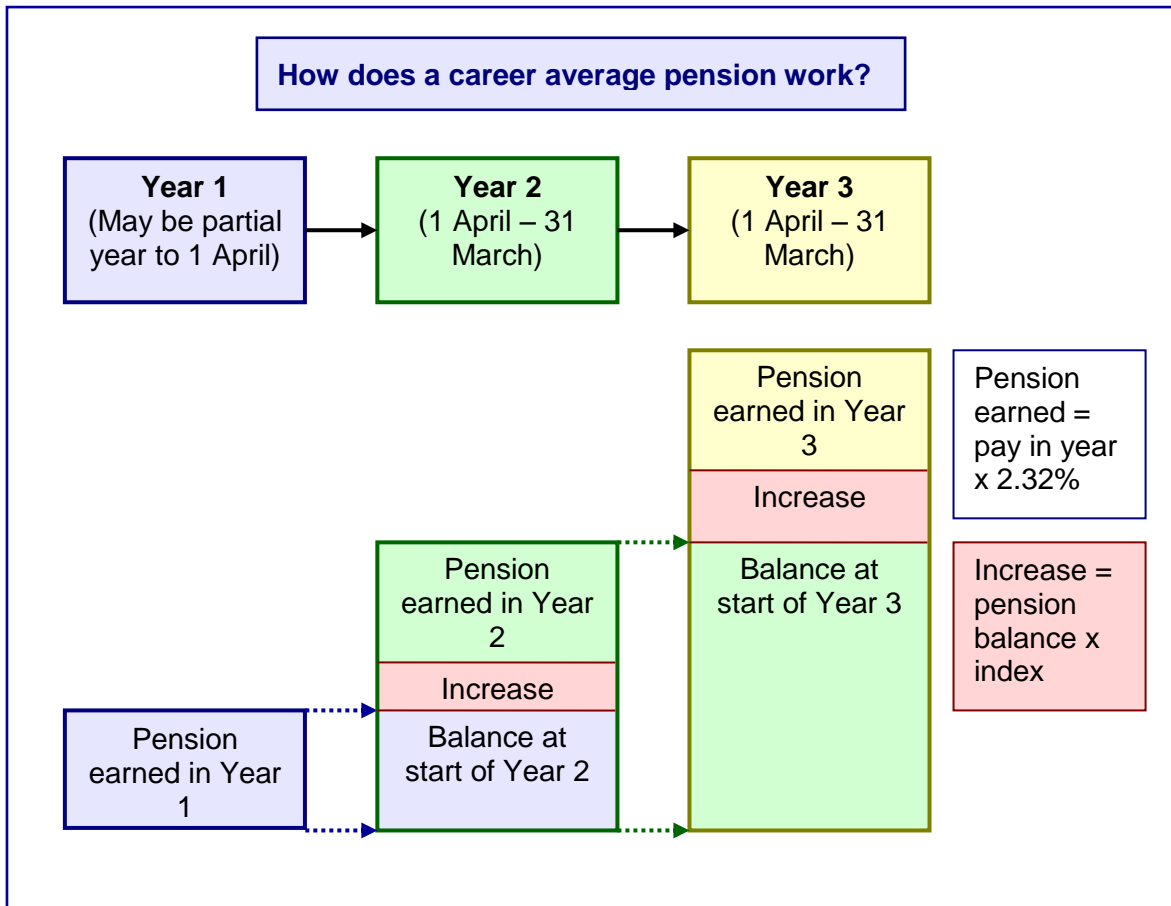 How does a career average pension work?
Year 1
(May be partial
year to 1 April)
Year 2
(1 April – 31
March)
Year 3
(1 April – 31
March)
Pension
earned in Year
3
Increase
Balance at
start of Year 3
Pension
earned =
pay in year
x 2.32%
Pension
earned in Year
2
Increase
Balance at
start of Year 2
Increase =
pension
balance x
index
Pension
earned in Year
1